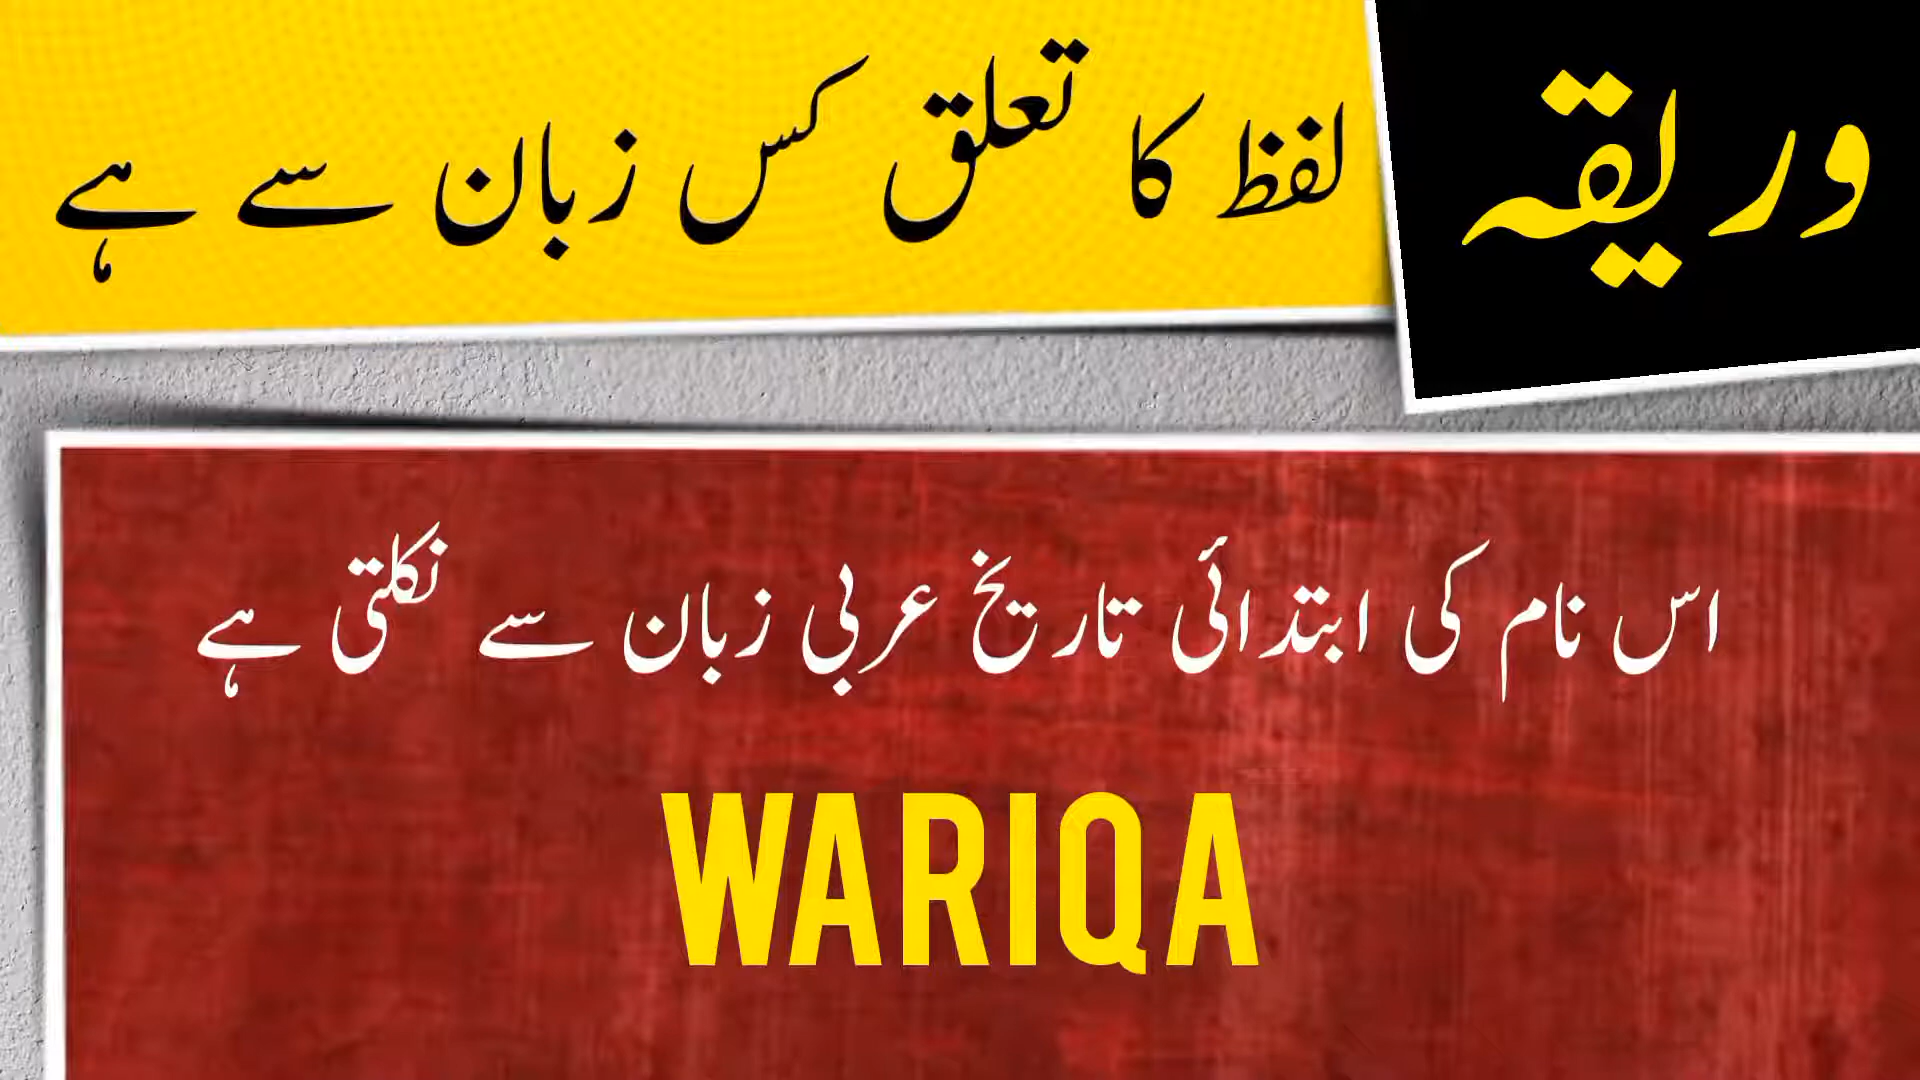 وریقہ
لفظ کا تعلق کس زبان سے ہے
اس نام کی ابتدائی تاریخ عربی زبان سے نکلتی ہے
WARIQA